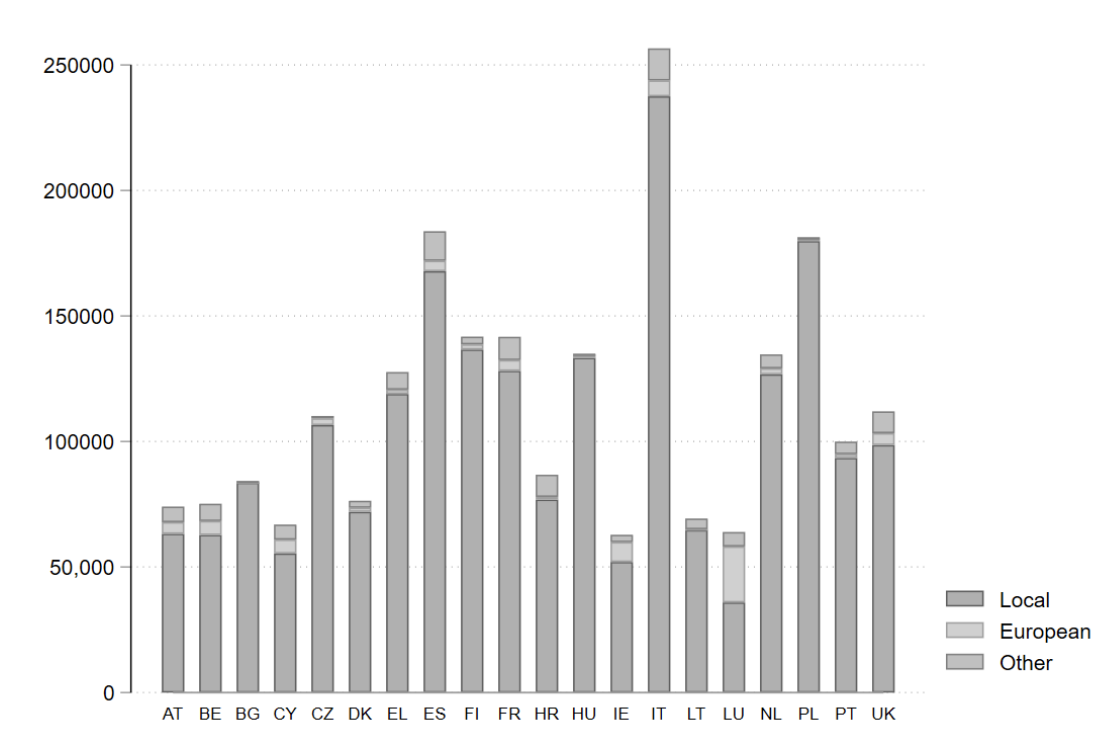 250000
200000
150000
100000
50,000
0
AT BE BG CY CZ DK EL ES FI FR HR HU IE IT LT LU NL PL PT UK
Local
European
Other